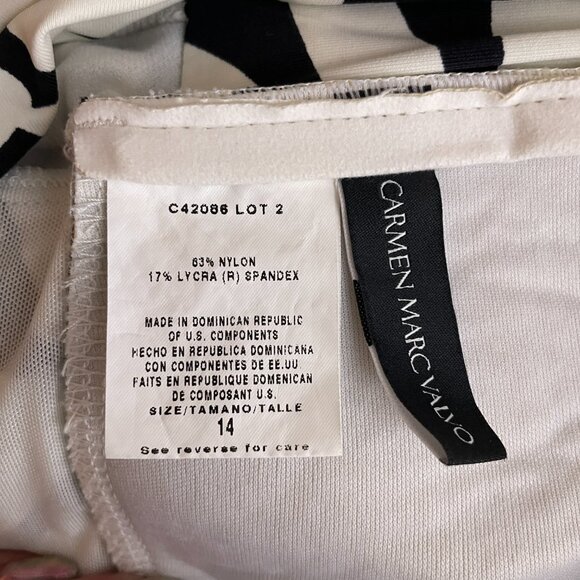 C42086 LOT 2
83% NYLON
17% LYCRA (R) SPANDEX
MADE IN DOMINICAN REPUBLIC
OF U.S. COMPONENTS
HECHO EN REPUBLICA DOMINICANA
CON COMPONENTES DE EE.UU
FAITS EN REPUBLIQUE DOMINICAN
DE COMPOSANT U.S.
SIZE/TAMANO/TALLE
14
See reverse for care
CARMEN MARC VALVO